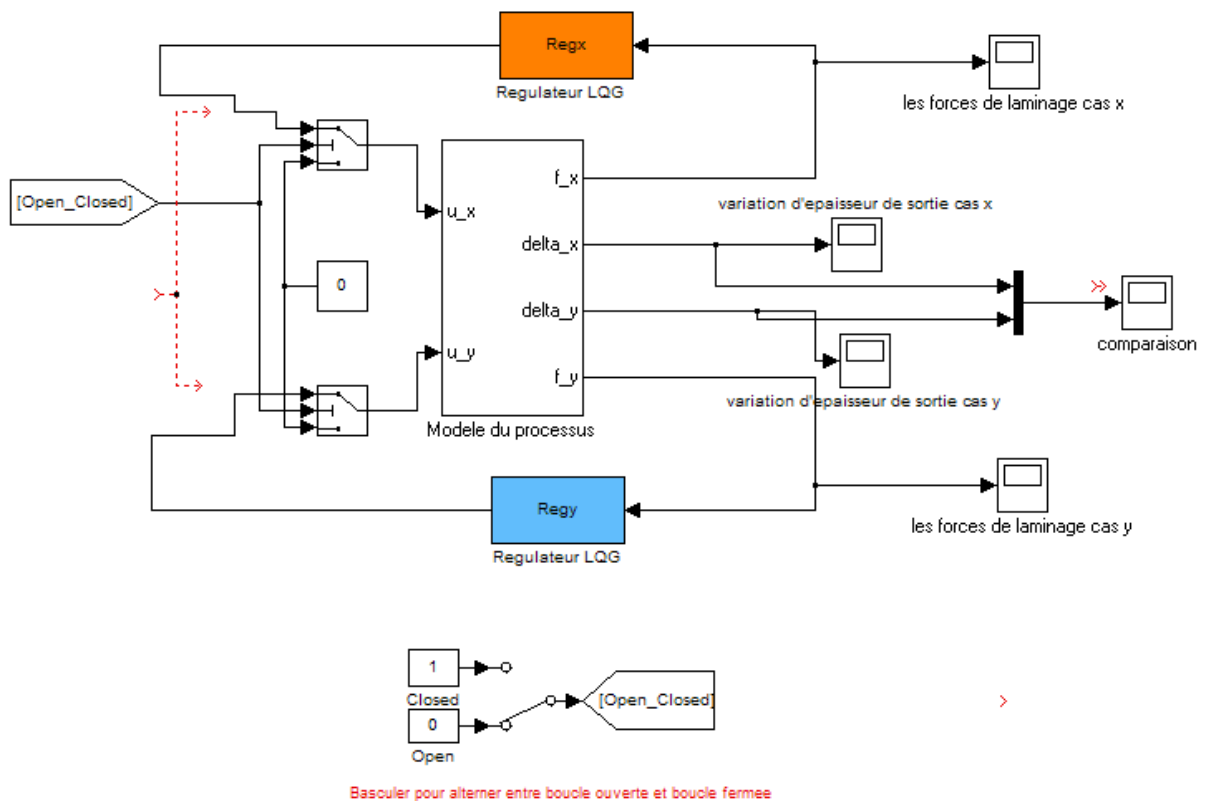 Regx
Regulateur LQG
les forces de laminage cas x
[Open_Closed]
f_x
variation d'epaisseur de sortie cas x
u_x
delta_x
0
delta_y
comparaison
u_y
f_y
variation d'epaisseur de sortie cas y
Modele du processus
Regy
les forces de laminage cas y
Regulateur LQG
1
Closed
[Open_Closed]
0
Open
Basculer pour alterner entre boucle ouverte et boucle fermee